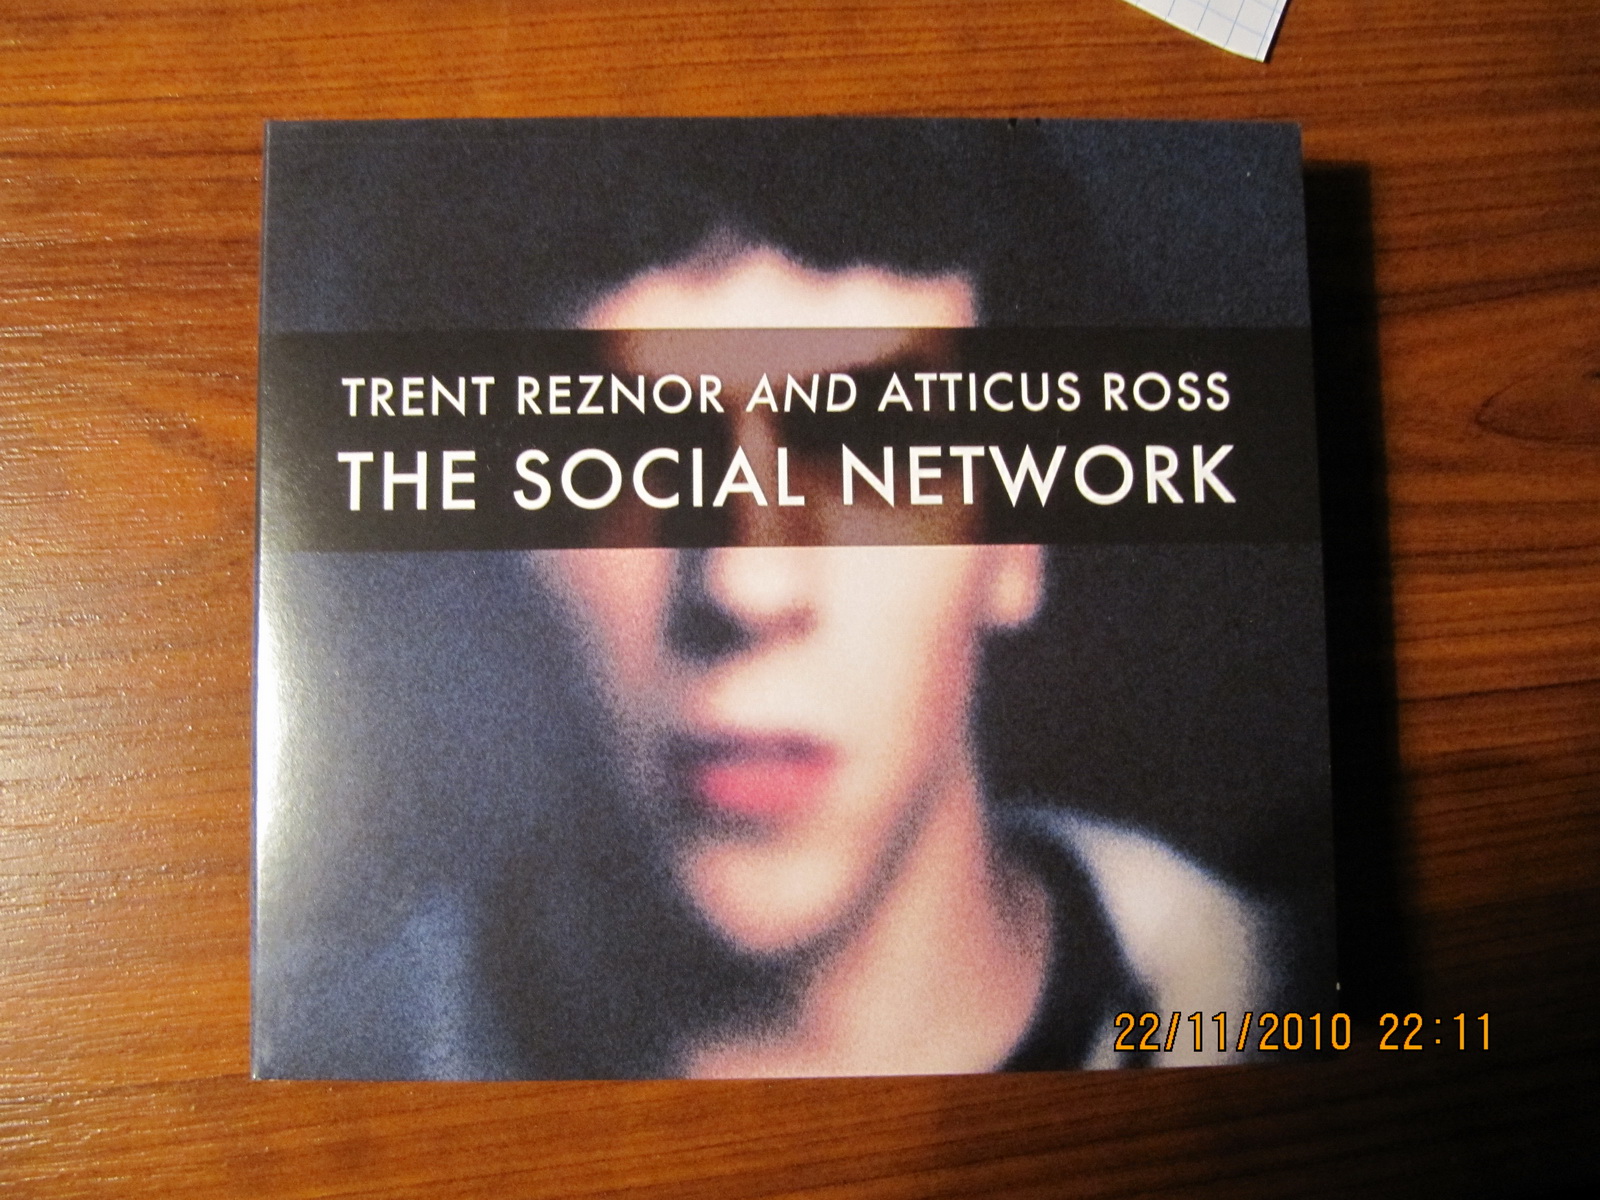 TRENT REZNOR AND ATTICUS ROSS
THE SOCIAL NETWORK
22/11/2010 22:11